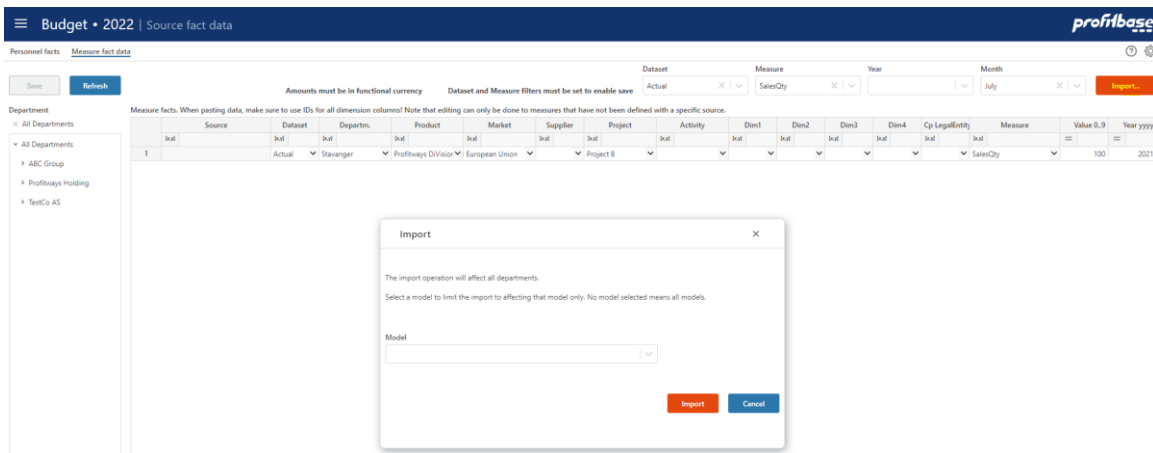 Budget • 2022 | Source fact data
profitbase
Personnel facts Measure fact data
Dataset Measure Year Month
Save Refresh Amounts must be in functional currency Dataset and Measure filters must be set to enable save Actual SalesQty July Import...
Department Measure facts. When pasting data, make sure to use IDs for all dimension columns! Note that editing can only be done to measures that have not been defined with a specific source.
All Departments
Source Dataset Departm. Product Market Supplier Project Activity Dim1 Dim2 Dim3 Dim4 Cp LegalEntity Measure Value 0..9 Year yyyy
All Departments
1 Actual Stavanger Profitways DiVision European Union Project B SalesQty 100 2021
ABC Group
Profitways Holding
TestCo AS
Import
The import operation will affect all departments.
Select a model to limit the import to affecting that model only. No model selected means all models.
Model
Import Cancel